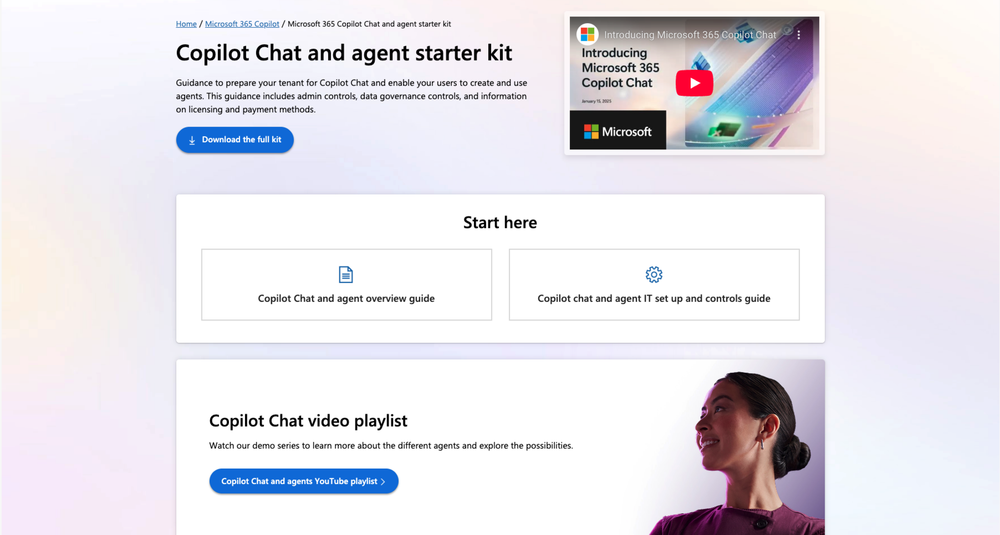 Home / Microsoft 365 Copilot / Microsoft 365 Copilot Chat and agent starter kit
Copilot Chat and agent starter kit
Guidance to prepare your tenant for Copilot Chat and enable your users to create and use
agents. This guidance includes admin controls, data governance controls, and information
on licensing and payment methods.
Download the full kit
Introducing Microsoft 365 Copilot Chat
Introducing
Microsoft 365
Copilot Chat
January 15, 2025
Microsoft
Start here
Copilot Chat and agent overview guide
Copilot chat and agent IT set up and controls guide
Copilot Chat video playlist
Watch our demo series to learn more about the different agents and explore the possibilities.
Copilot Chat and agents YouTube playlist